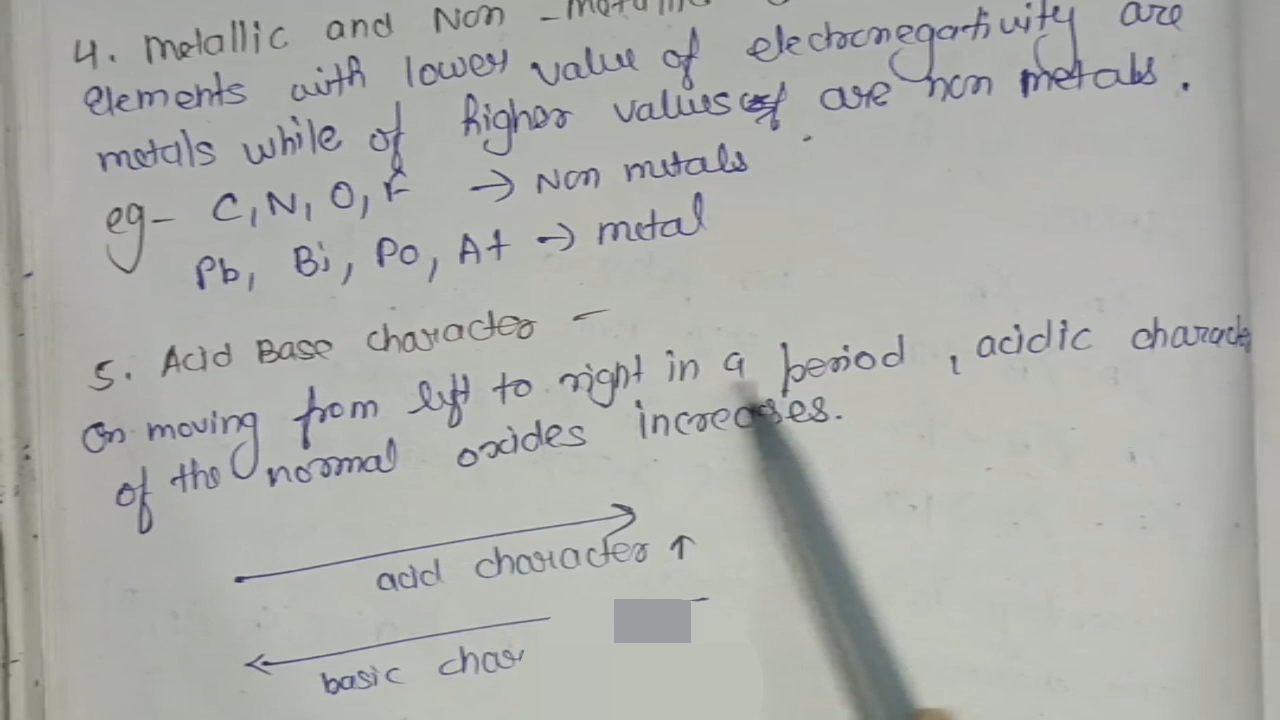 4. Metallic and Non -
elements with lower value of electronegativity are
metals while of higher values of are non metals.
eg- C, N, O, F → Non metals
Pb, Bi, Po, At → metal
5. Acid Base character -
On moving from left to right in a period, acidic
of the normal oxides increases.
acid character ↑
basic